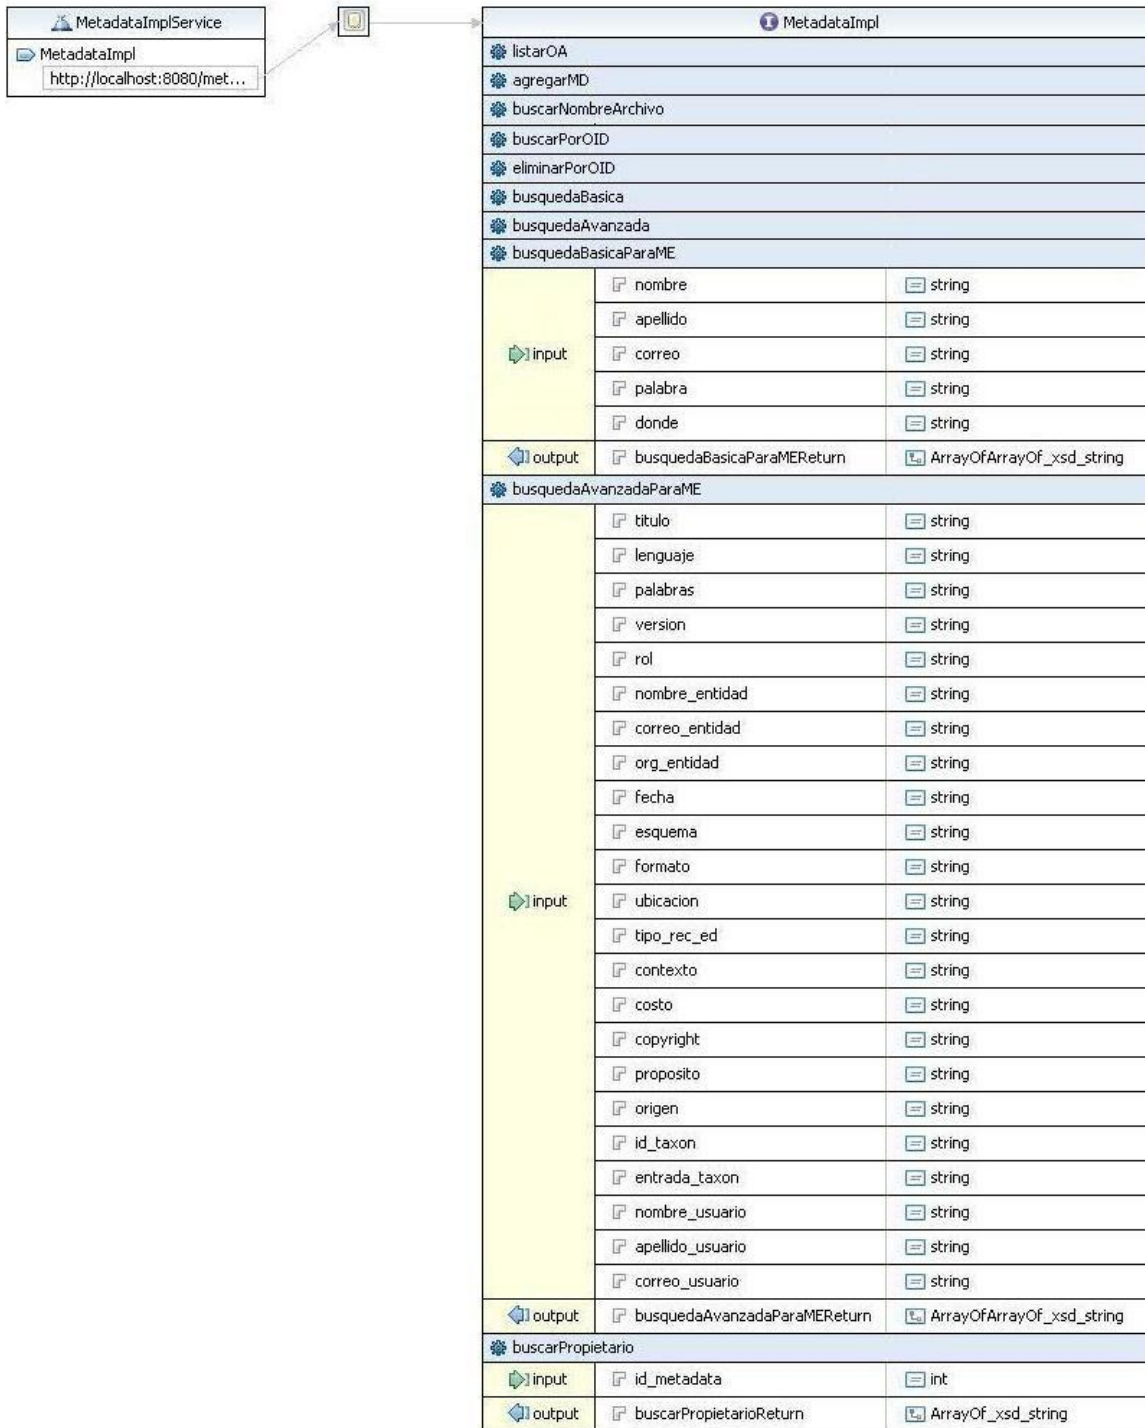 MetadataImplService
MetadataImpl
http://localhost:8080/met...
MetadataImpl
listarOA
agregarMD
buscarNombreArchivo
buscarPorOID
eliminarPorOID
busquedaBasica
busquedaAvanzada
busquedaBasicaParaME
input
nombre string
apellido string
correo string
palabra string
donde string
output busquedaBasicaParaMEReturn ArrayOfArrayOf_xsd_string
busquedaAvanzadaParaME
input
titulo string
lenguaje string
palabras string
version string
rol string
nombre_entidad string
correo_entidad string
org_entidad string
fecha string
esquema string
formato string
ubicacion string
tipo_rec_ed string
contexto string
costo string
copyright string
proposito string
origen string
id_taxon string
entrada_taxon string
nombre_usuario string
apellido_usuario string
correo_usuario string
output busquedaAvanzadaParaMEReturn ArrayOfArrayOf_xsd_string
buscarPropietario
input id_metadata int
output buscarPropietarioReturn ArrayOf_xsd_string